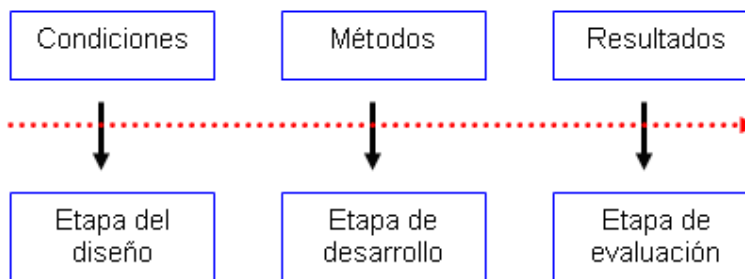 Condiciones
Métodos
Resultados
Etapa del
diseño
Etapa de
desarrollo
Etapa de
evaluación